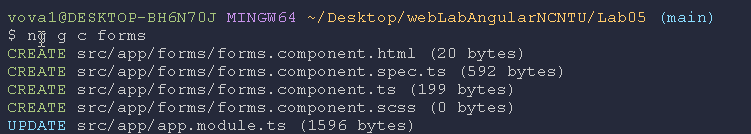 vova1@DESKTOP-BH6N70J MINGW64 ~/Desktop/webLabAngularNCNTU/Lab05 (main)
$ ng g c forms
CREATE src/app/forms/forms.component.html (20 bytes)
CREATE src/app/forms/forms.component.spec.ts (592 bytes)
CREATE src/app/forms/forms.component.ts (199 bytes)
CREATE src/app/forms/forms.component.scss (0 bytes)
UPDATE src/app/app.module.ts (1596 bytes)